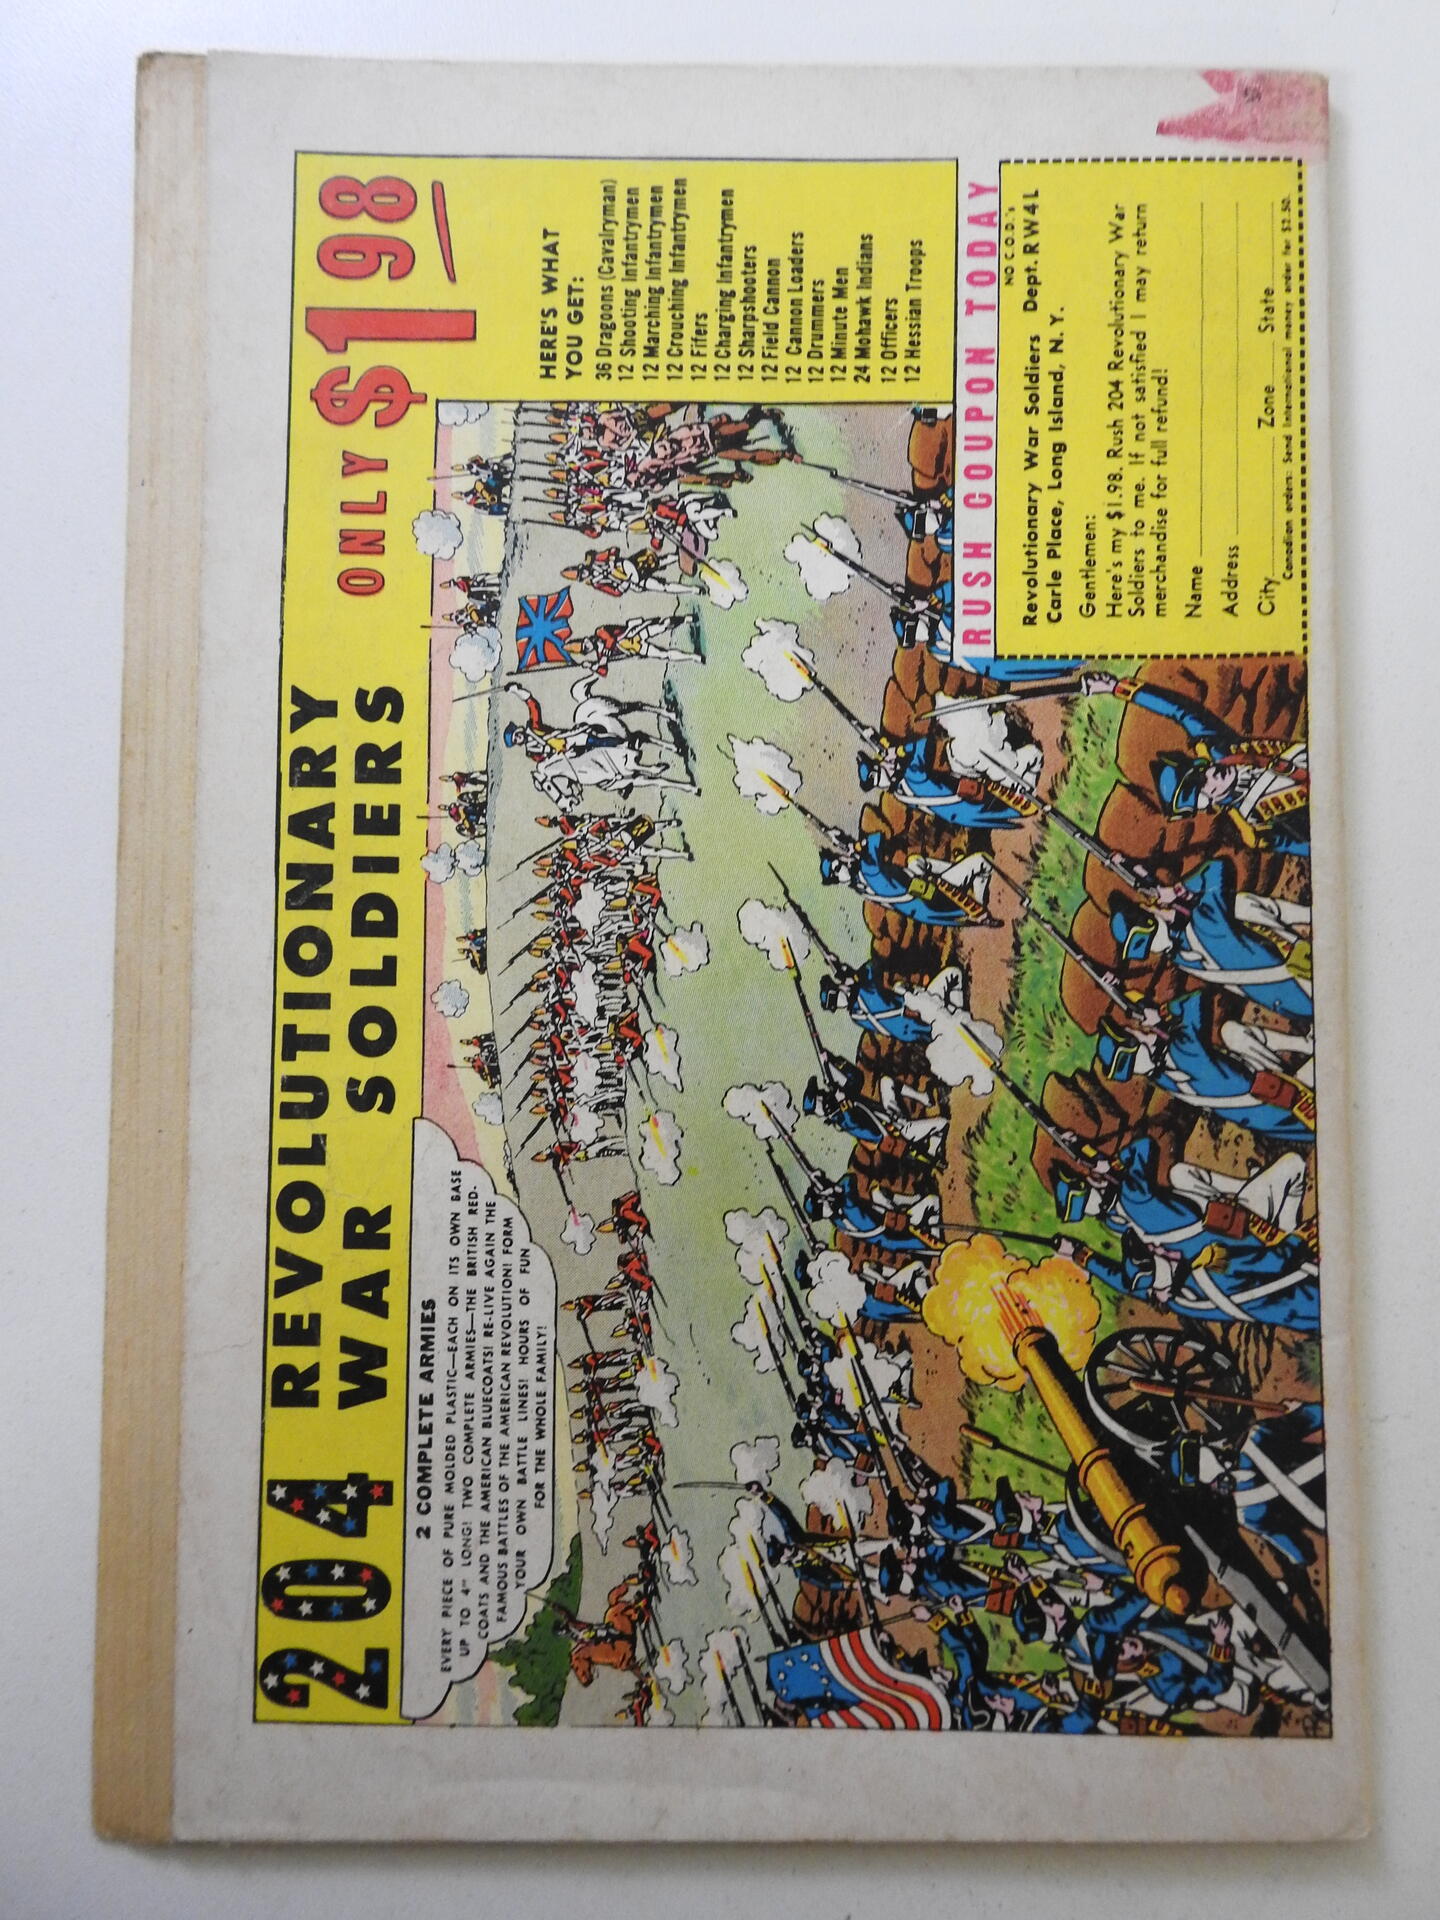 204 REVOLUTIONARY
WAR SOLDIERS
ONLY $1 98
2 COMPLETE ARMIES
EVERY PIECE OF PURE MOLDED PLASTIC—EACH ON ITS OWN BASE
UP TO 4" LONG! TWO COMPLETE ARMIES—THE BRITISH RED-
COATS AND THE AMERICAN BLUECOATS! RE-LIVE AGAIN THE
FAMOUS BATTLES OF THE AMERICAN REVOLUTION! FORM
YOUR OWN BATTLE LINES! HOURS OF FUN
FOR THE WHOLE FAMILY!
HERE'S WHAT
YOU GET:
36 Dragoons (Cavalryman)
12 Shooting Infantrymen
12 Marching Infantrymen
12 Crouching Infantrymen
12 Fifers
12 Charging Infantrymen
12 Sharpshooters
12 Field Cannon
12 Cannon Loaders
12 Drummers
12 Minute Men
24 Mohawk Indians
12 Officers
12 Hessian Troops
RUSH COUPON TODAY
NO C.O.D.'s
Revolutionary War Soldiers Dept. RW4L
Carle Place, Long Island, N. Y.
Gentlemen:
Here's my $1.98. Rush 204 Revolutionary War
Soldiers to me. If not satisfied I may return
merchandise for full refund!
Name
Address
City Zone State
Canadian orders: Send international money order for $2.50.